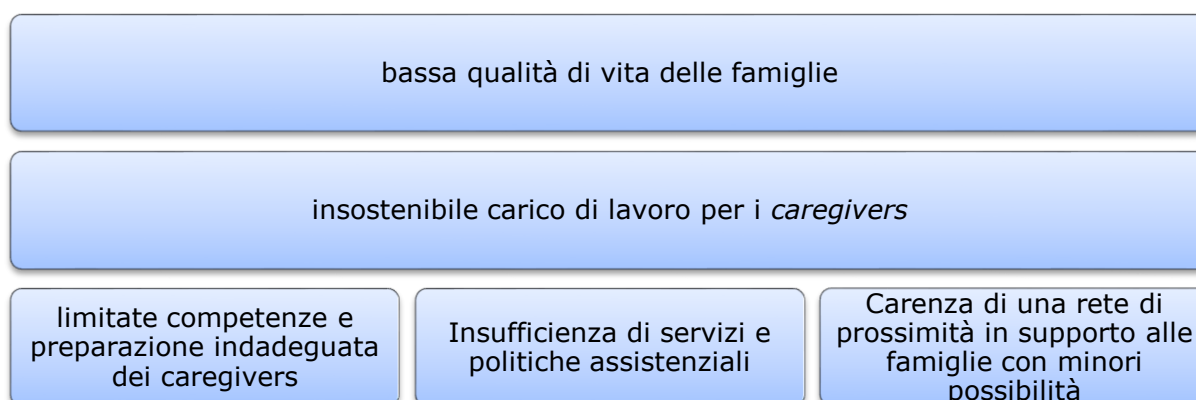 bassa qualità di vita delle famiglie
insostenibile carico di lavoro per i caregivers
limitate competenze e
preparazione indadeguata
dei caregivers
Insufficienza di servizi e
politiche assistenziali
Carenza di una rete di
prossimità in supporto alle
famiglie con minori
possibilità